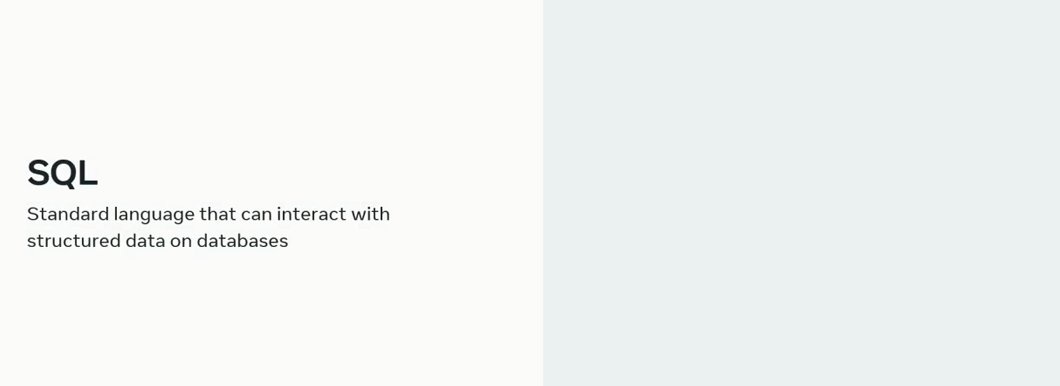 SQL
Standard language that can interact with
structured data on databases